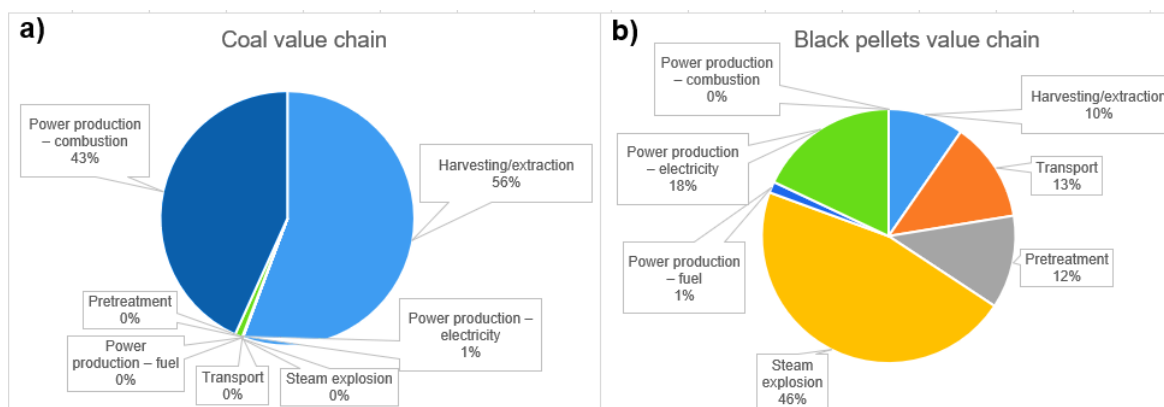 a)
Coal value chain
Power production
– combustion
43%
Harvesting/extraction
56%
Pretreatment
0%
Power
production – fuel
0%
Transport
0%
Steam explosion
0%
Power production –
electricity
1%
b)
Black pellets value chain
Power production
– combustion
0%
Harvesting/extraction
10%
Power production
– electricity
18%
Transport
13%
Power production
– fuel
1%
Pretreatment
12%
Steam
explosion
46%